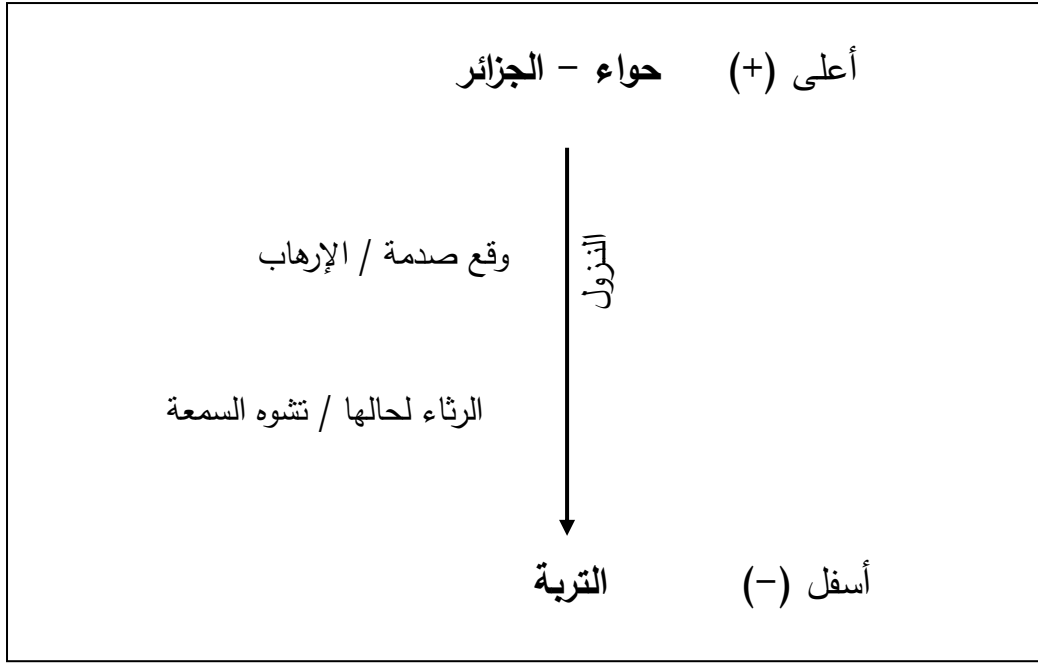 أعلى (+) حواء – الجزائر
النزول
وقع صدمة / الإرهاب
الرثاء لحالها / تشوه السمعة
أسفل (–) التربة